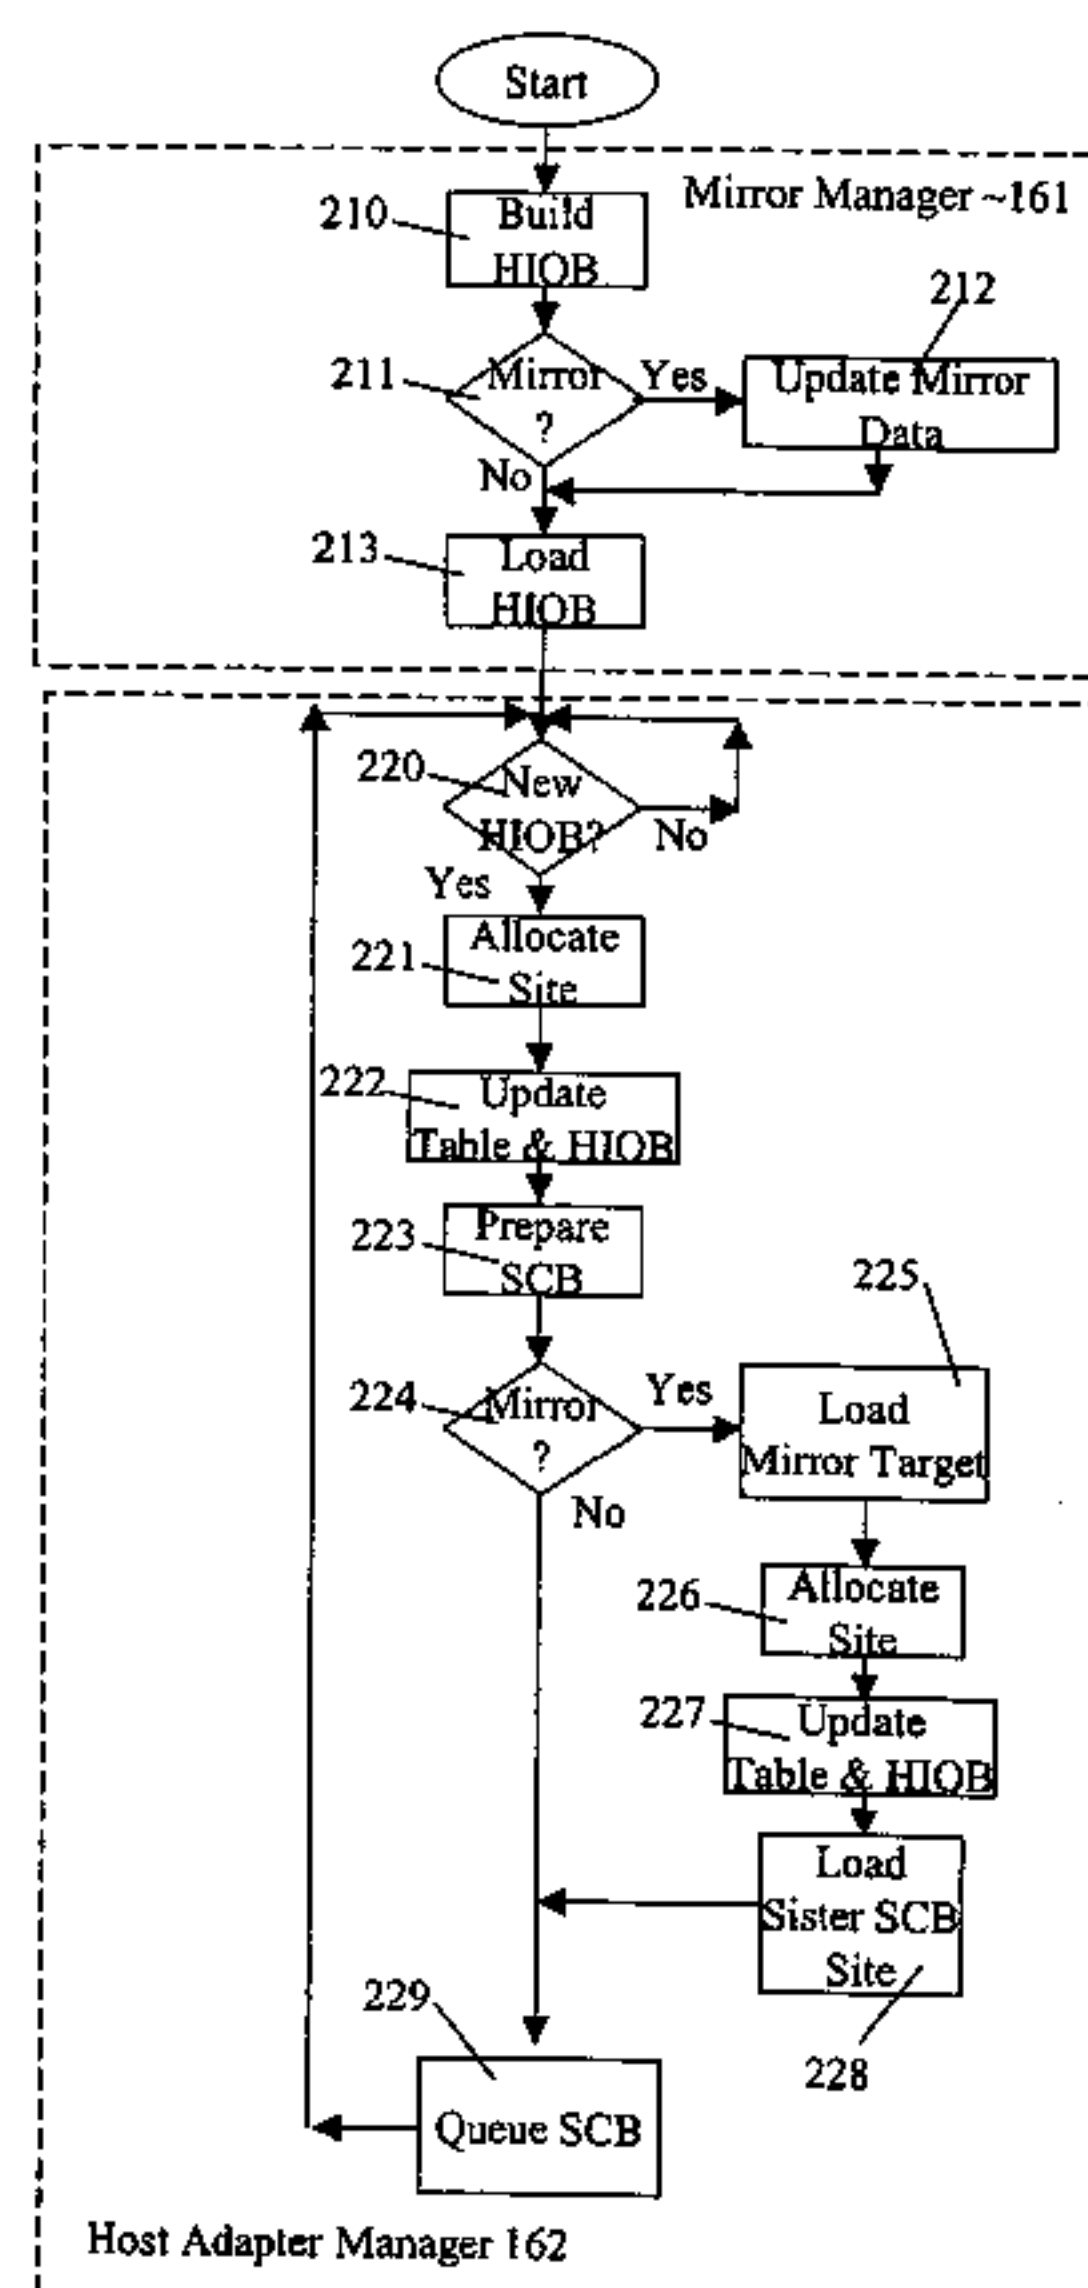 Start
Mirror Manager ~161
210
Build
HIOB
212
211
Mirror
?
Yes
Update Mirror
Data
No
213
Load
HIOB
220
New
HIOB?
No
Yes
221
Allocate
Site
222
Update
Table & HIOB
223
Prepare
SCB
225
224
Mirror
?
Yes
Load
Mirror Target
No
226
Allocate
Site
227
Update
Table & HIOB
Load
Sister SCB
Site
229
228
Queue SCB
Host Adapter Manager 162